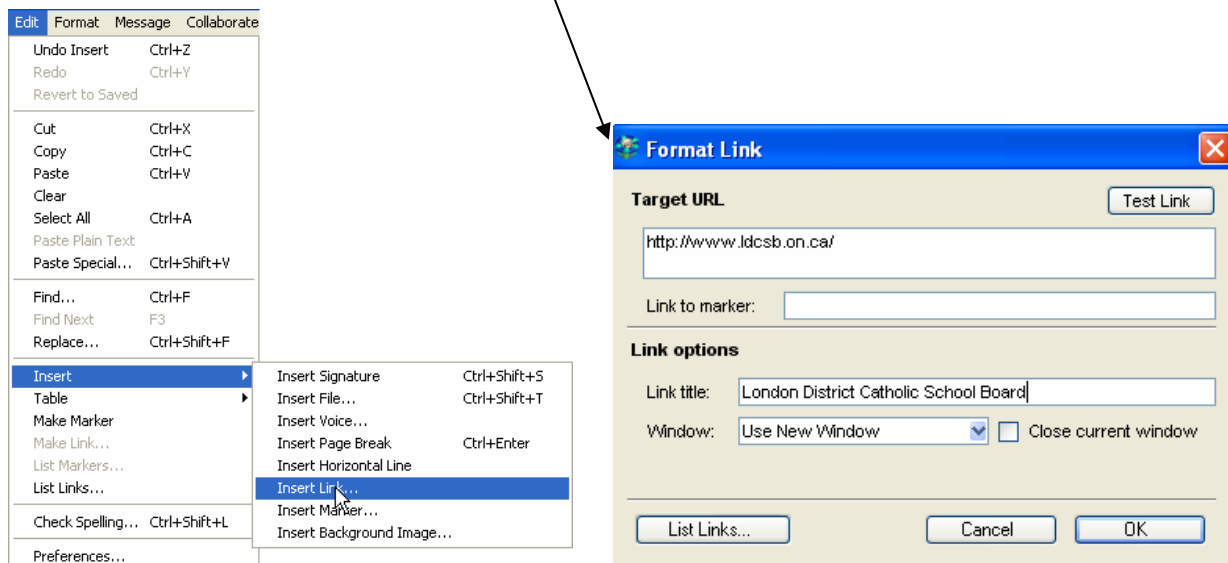 Edit Format Message Collaborate
Undo Insert Ctrl+Z
Redo Ctrl+Y
Revert to Saved
Cut Ctrl+X
Copy Ctrl+C
Paste Ctrl+V
Clear
Select All Ctrl+A
Paste Plain Text
Paste Special... Ctrl+Shift+V
Find... Ctrl+F
Find Next F3
Replace... Ctrl+Shift+F
Insert
Table
Make Marker
Make Link...
List Markers...
List Links...
Check Spelling... Ctrl+Shift+L
Preferences...
Insert Signature Ctrl+Shift+S
Insert File... Ctrl+Shift+T
Insert Voice...
Insert Page Break Ctrl+Enter
Insert Horizontal Line
Insert Link...
Insert Marker...
Insert Background Image...
Format Link
Target URL Test Link
http://www.ldcsb.on.ca/
Link to marker:
Link options
Link title: London District Catholic School Board
Window: Use New Window Close current window
List Links... Cancel OK